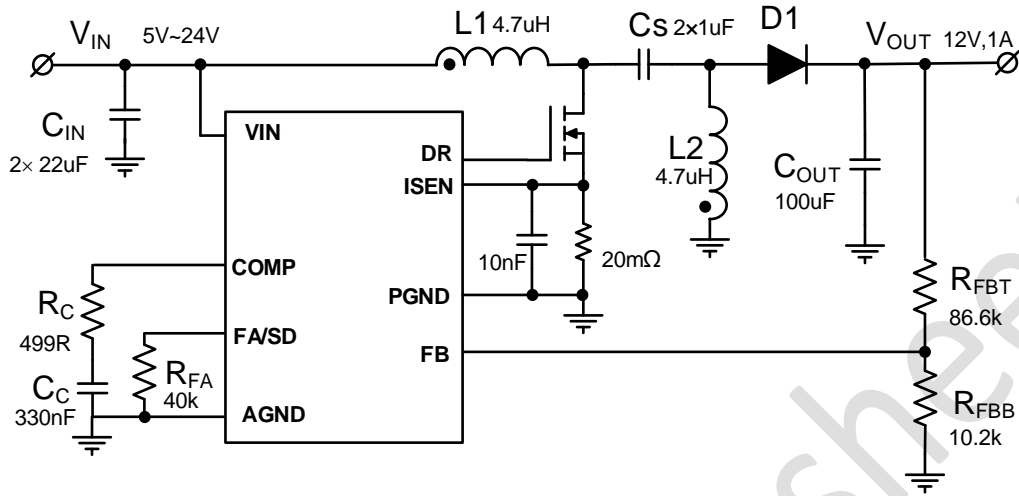 L1 4.7uH
CS 2×1uF
D1
VIN 5V~24V
VOUT 12V,1A
CIN
2× 22uF
VIN
DR
ISEN
L2
4.7uH
COUT
100uF
10nF
20mΩ
COMP
PGND
RC
499R
FA/SD
FB
RFBT
86.6k
CC
330nF
RFA
40k
AGND
RFBB
10.2k